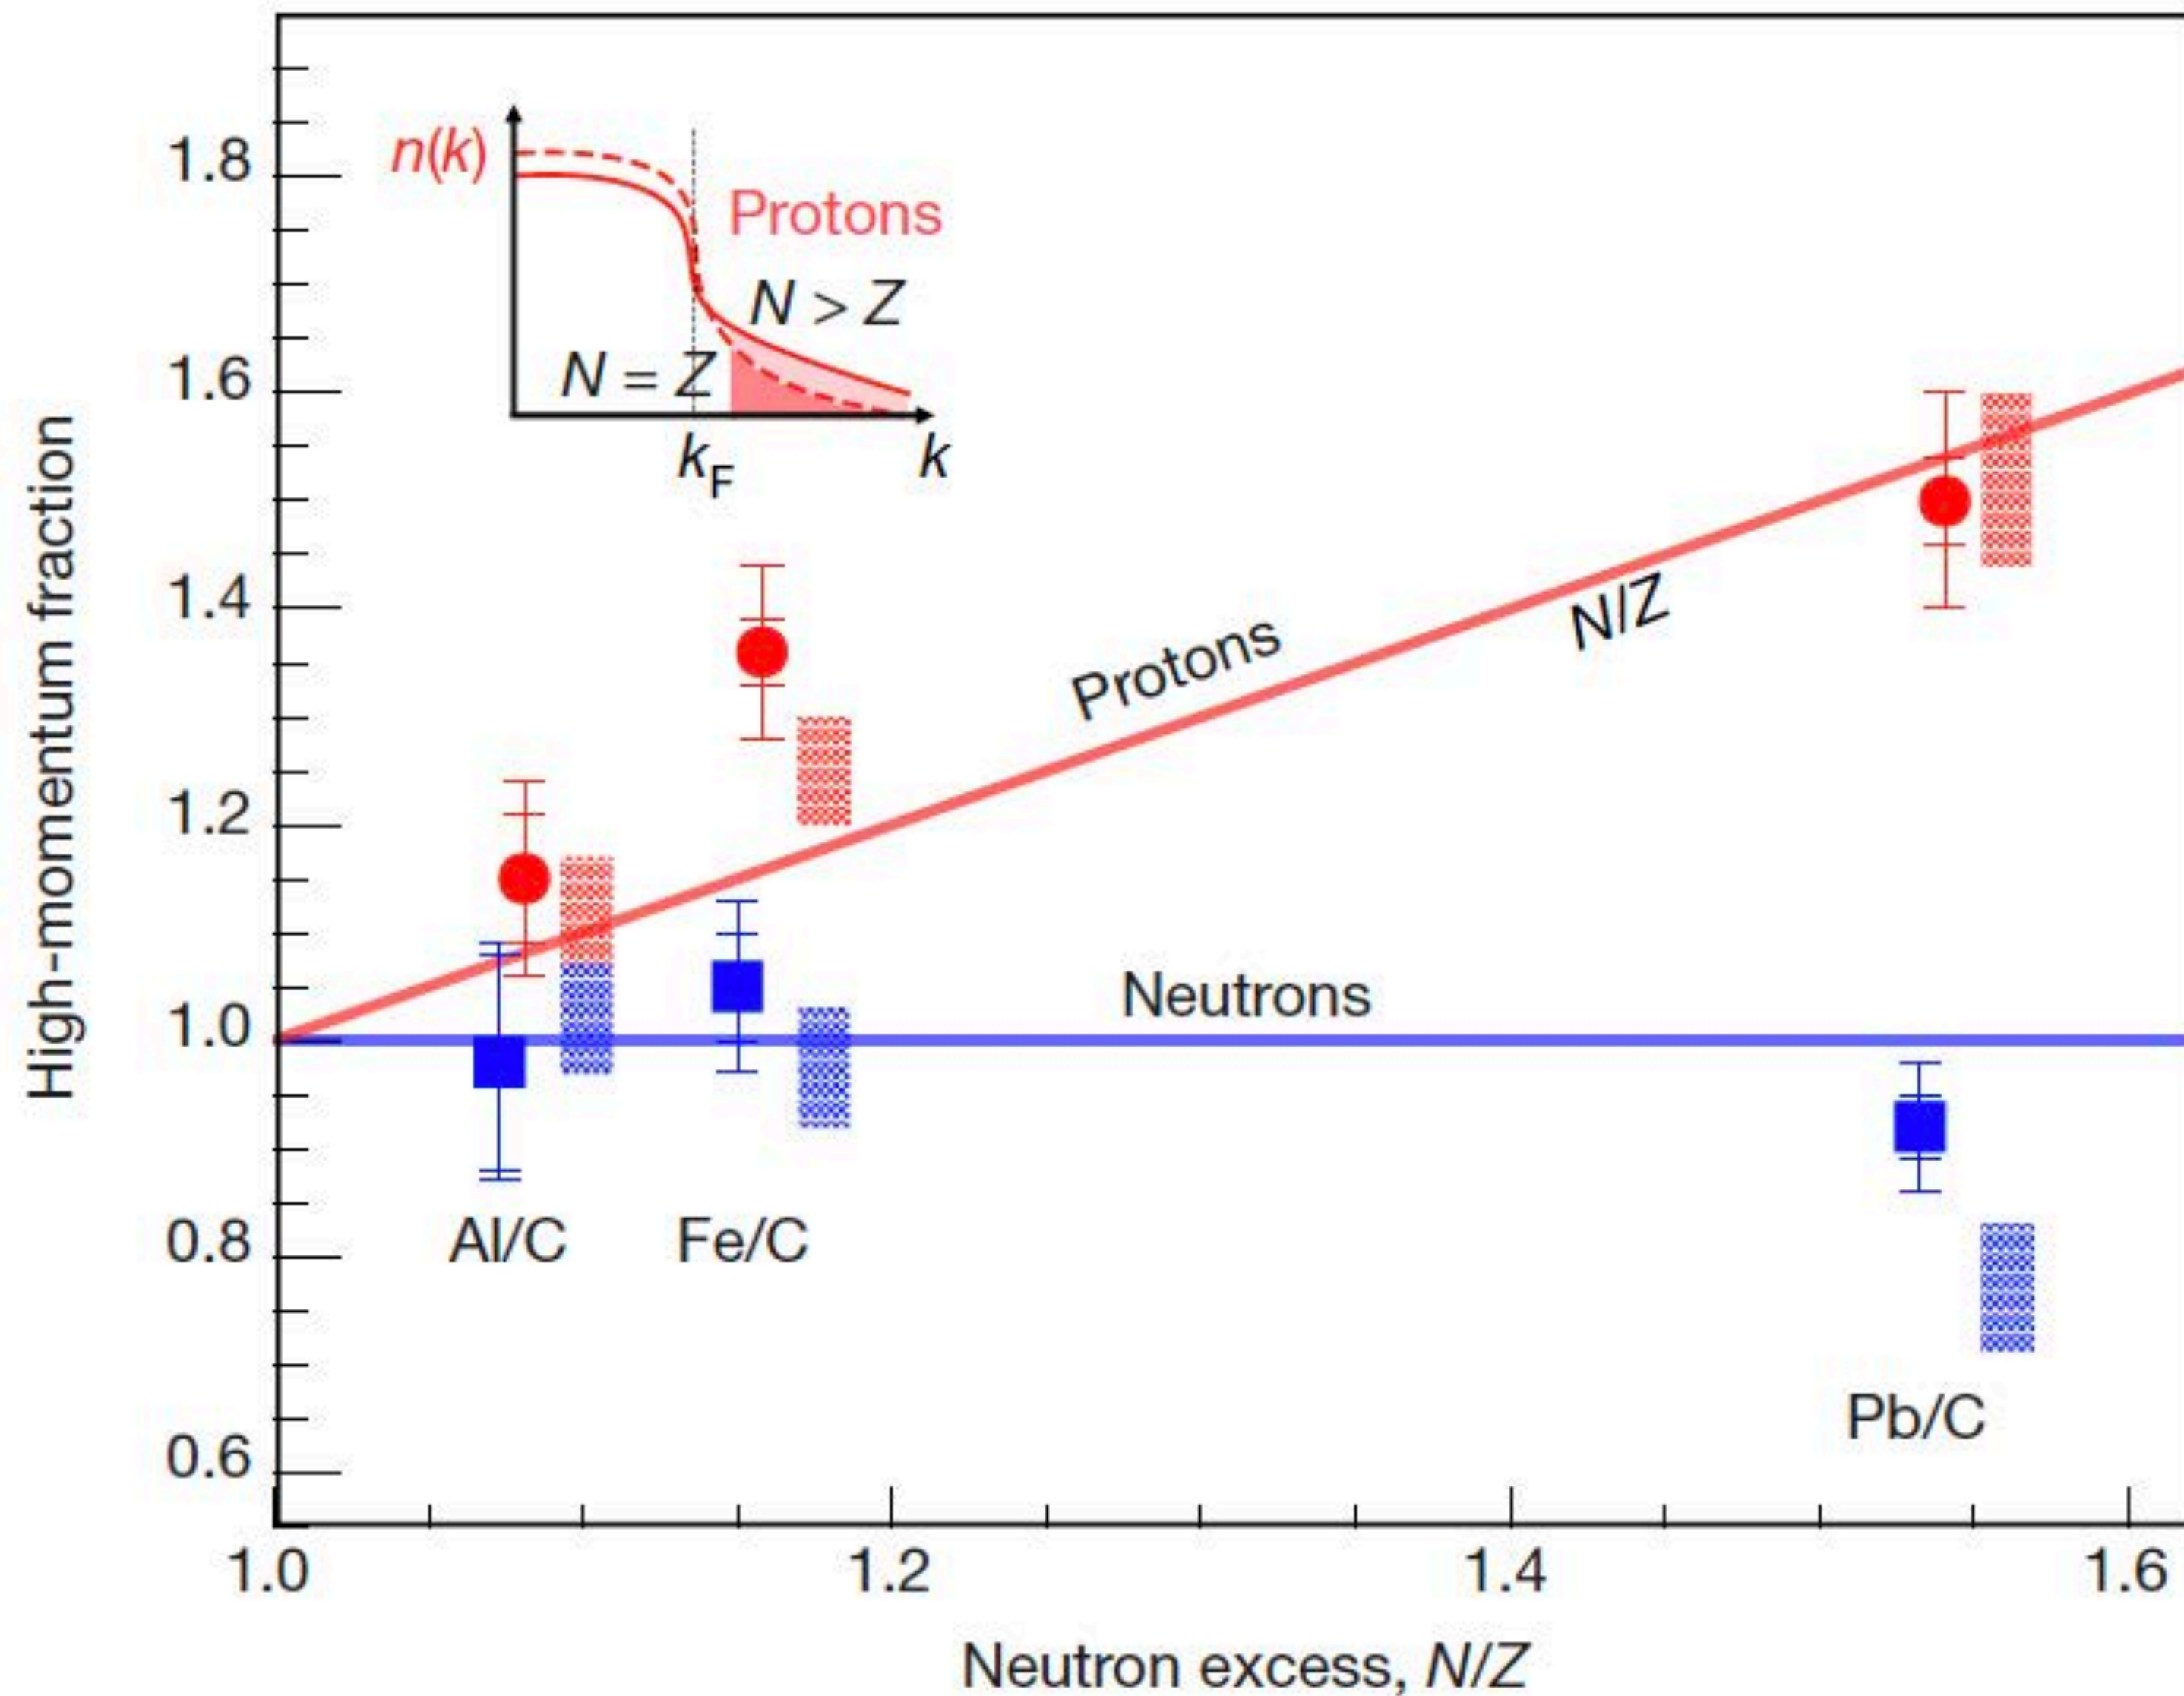 High-momentum fraction
1.8
1.6
1.4
1.2
1.0
0.8
0.6
n(k)
Protons
N > Z
N = Z
kF
k
Protons
N/Z
Neutrons
Al/C
Fe/C
Pb/C
1.0
1.2
1.4
1.6
Neutron excess, N/Z